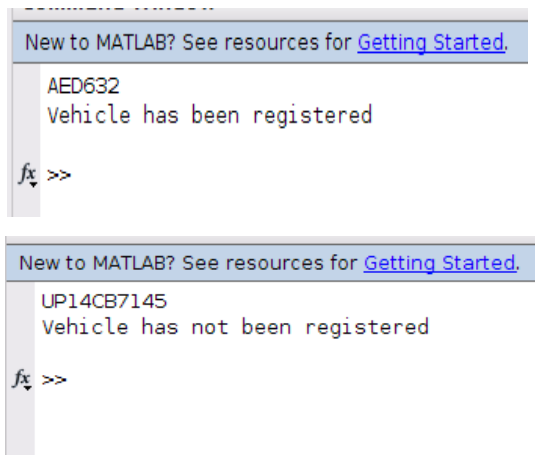 New to MATLAB? See resources for Getting Started.
AED632
Vehicle has been registered
fx >>
New to MATLAB? See resources for Getting Started.
UP14CB7145
Vehicle has not been registered
fx >>